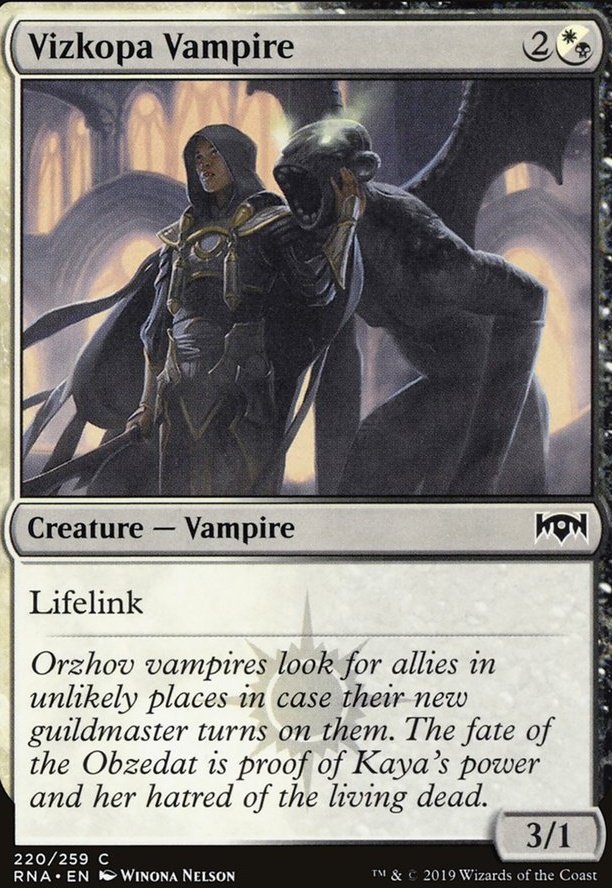 Vizkopa Vampire 2
Creature — Vampire
Lifelink
Orzhov vampires look for allies in
unlikely places in case their new
guildmaster turns on them. The fate of
the Obzedat is proof of Kaya's power
and her hatred of the living dead.
3/1
220/259 C
RNA • EN Winona Nelson
™ & © 2019 Wizards of the Coast